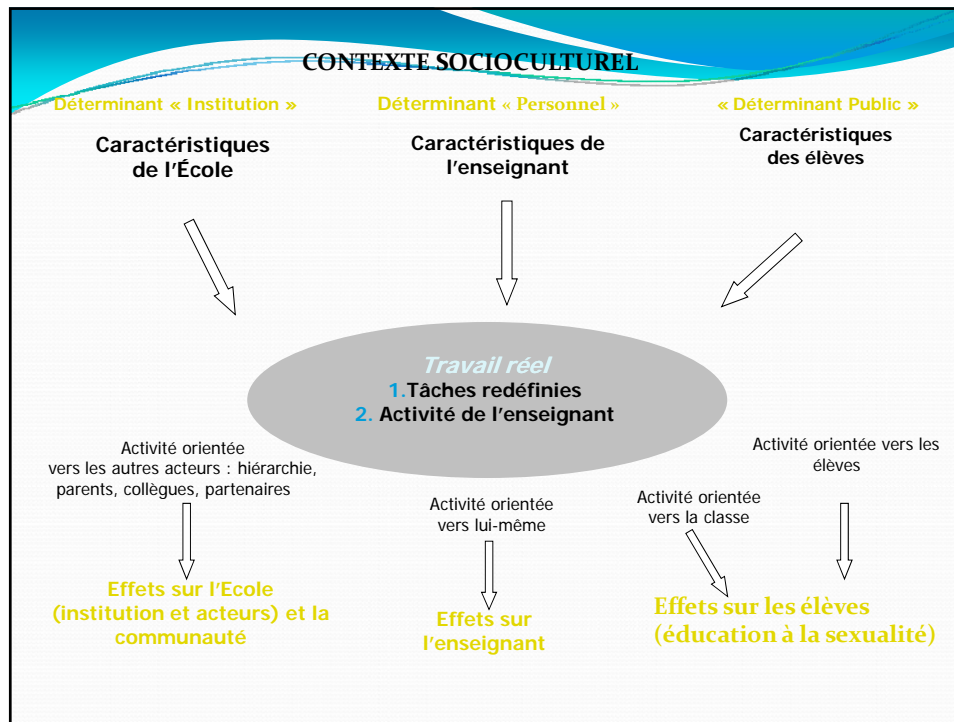 CONTEXTE SOCIOCULTUREL
Déterminant « Institution »
Caractéristiques
de l'École
Déterminant « Personnel »
Caractéristiques de
l'enseignant
« Déterminant Public »
Caractéristiques
des élèves
Travail réel
1.Tâches redéfinies
2. Activité de l'enseignant
Activité orientée
vers les autres acteurs : hiérarchie,
parents, collègues, partenaires
Activité orientée
vers lui-même
Activité orientée
vers la classe
Activité orientée vers les
élèves
Effets sur l'Ecole
(institution et acteurs) et la
communauté
Effets sur
l'enseignant
Effets sur les élèves
(éducation à la sexualité)